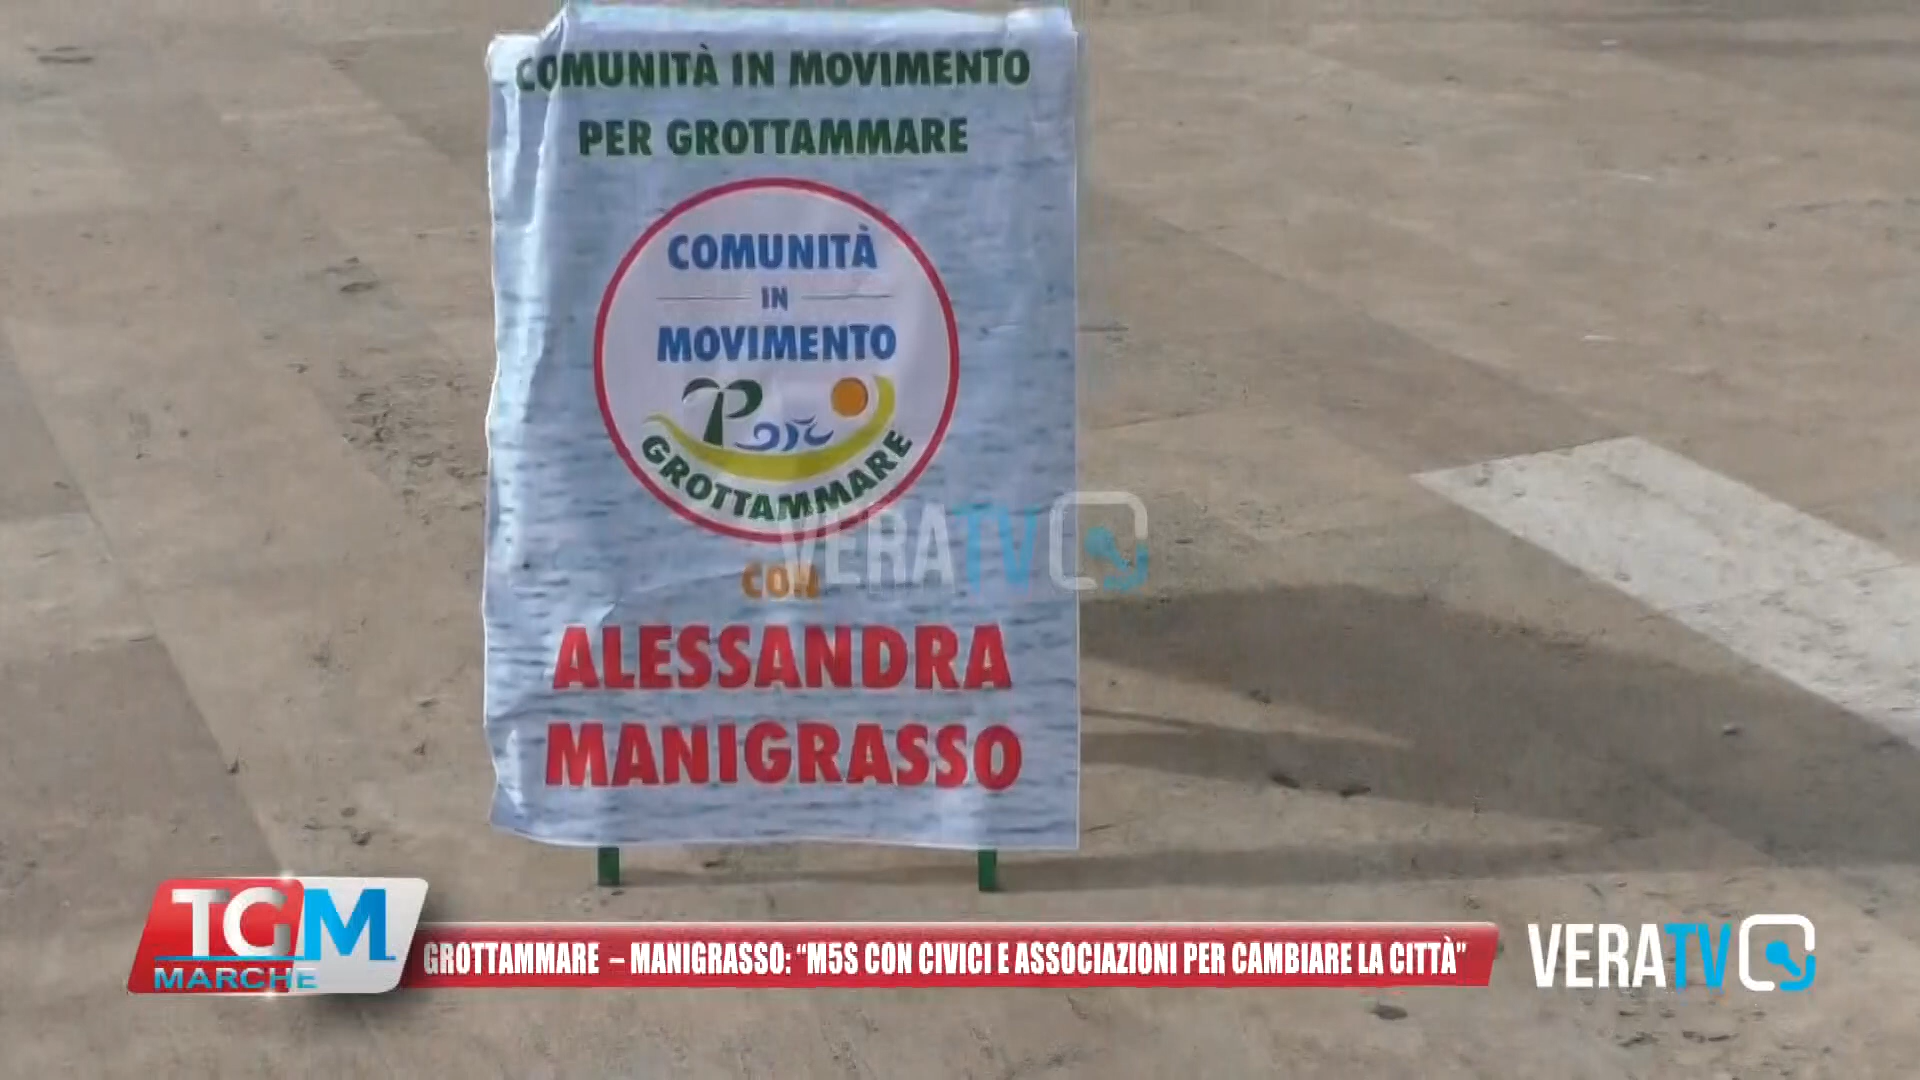 COMUNITÀ IN MOVIMENTO
PER GROTTAMMARE
COMUNITÀ
IN
MOVIMENTO
GROTTAMMARE
CON
ALESSANDRA
MANIGRASSO
VERATV
TGM
MARCHE
GROTTAMMARE – MANIGRASSO: “M5S CON CIVICI E ASSOCIAZIONI PER CAMBIARE LA CITTÀ”
VERATV